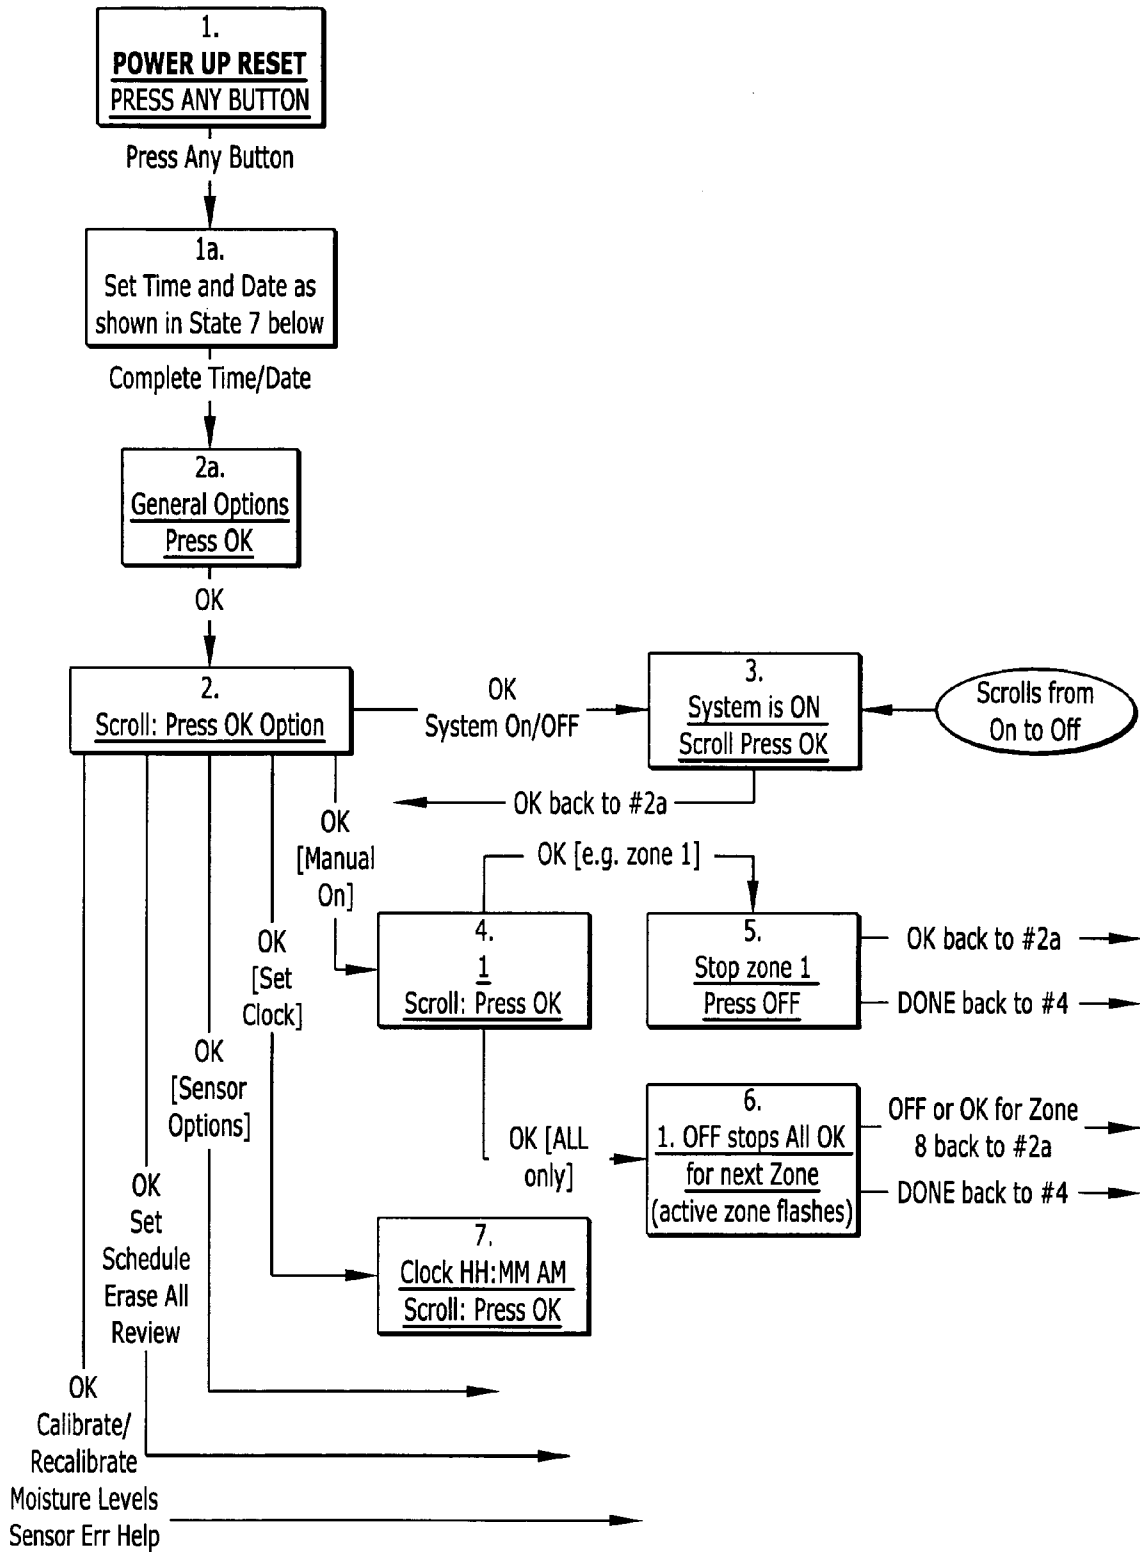 1.
POWER UP RESET
PRESS ANY BUTTON
Press Any Button
1a.
Set Time and Date as
shown in State 7 below
Complete Time/Date
2a.
General Options
Press OK
OK
2.
Scroll: Press OK Option
OK
System On/OFF
3.
System is ON
Scroll Press OK
Scrolls from
On to Off
OK back to #2a
OK
[Manual
On]
OK [e.g. zone 1]
4.
1
Scroll: Press OK
5.
Stop zone 1
Press OFF
OK back to #2a
DONE back to #4
OK
[Set
Clock]
OK
[Sensor
Options]
OK [ALL
only]
6.
1. OFF stops All OK
for next Zone
(active zone flashes)
OFF or OK for Zone
8 back to #2a
DONE back to #4
OK
Set
Schedule
Erase All
Review
7.
Clock HH:MM AM
Scroll: Press OK
OK
Calibrate/
Recalibrate
Moisture Levels
Sensor Err Help